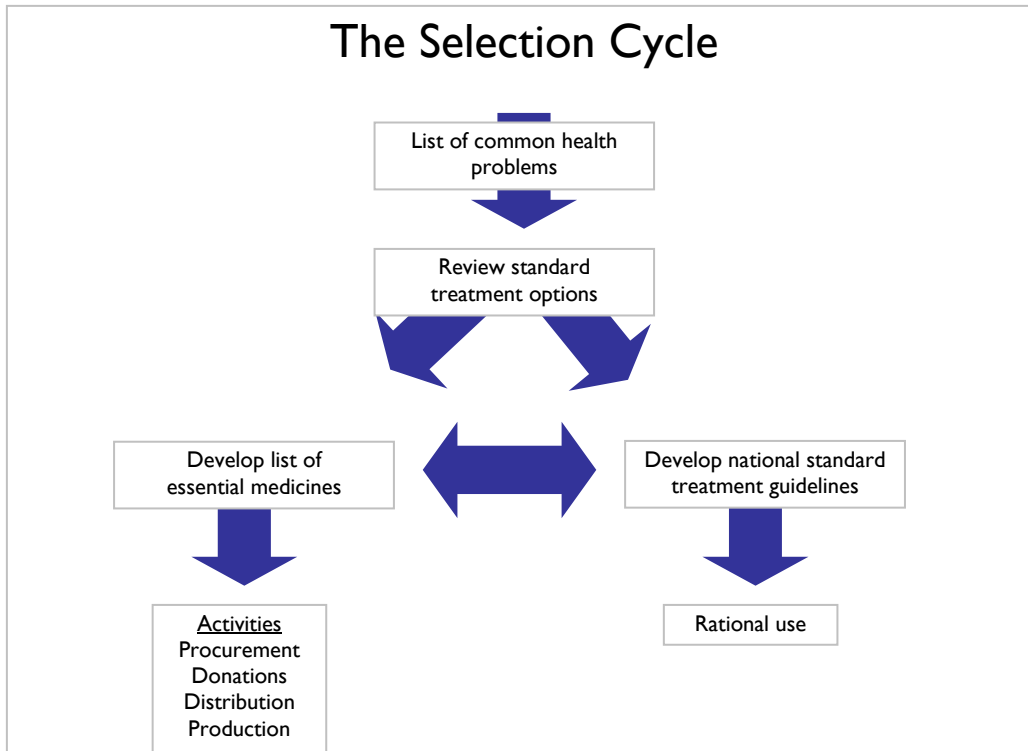 The Selection Cycle
List of common health
problems
Review standard
treatment options
Develop list of
essential medicines
Develop national standard
treatment guidelines
Activities
Procurement
Donations
Distribution
Production
Rational use